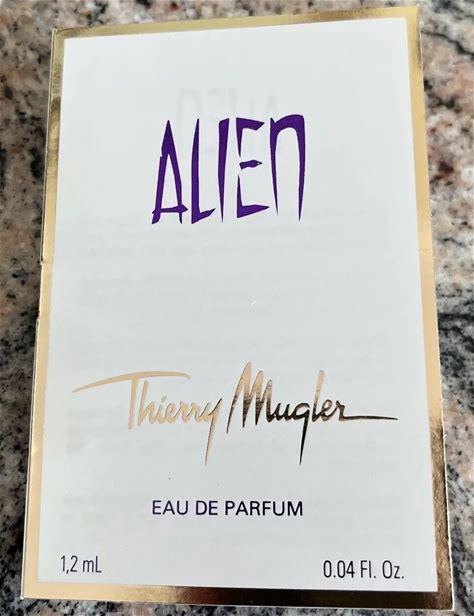 ALIEN
Thierry Mugler
EAU DE PARFUM
1,2 mL 0.04 Fl. Oz.